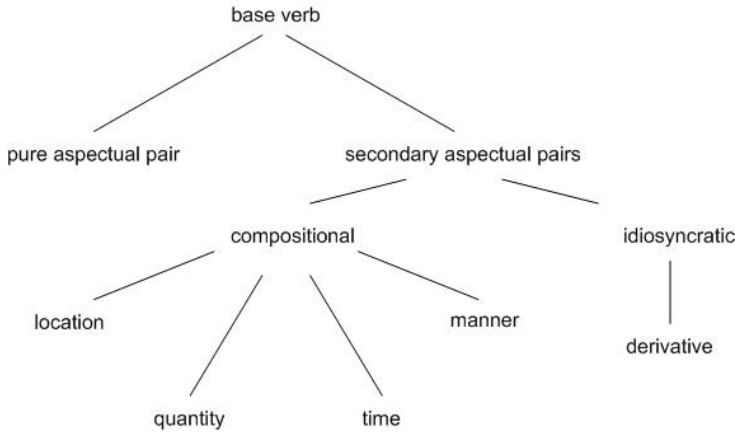 base verb
pure aspectual pair
secondary aspectual pairs
compositional
idiosyncratic
location
manner
derivative
quantity
time